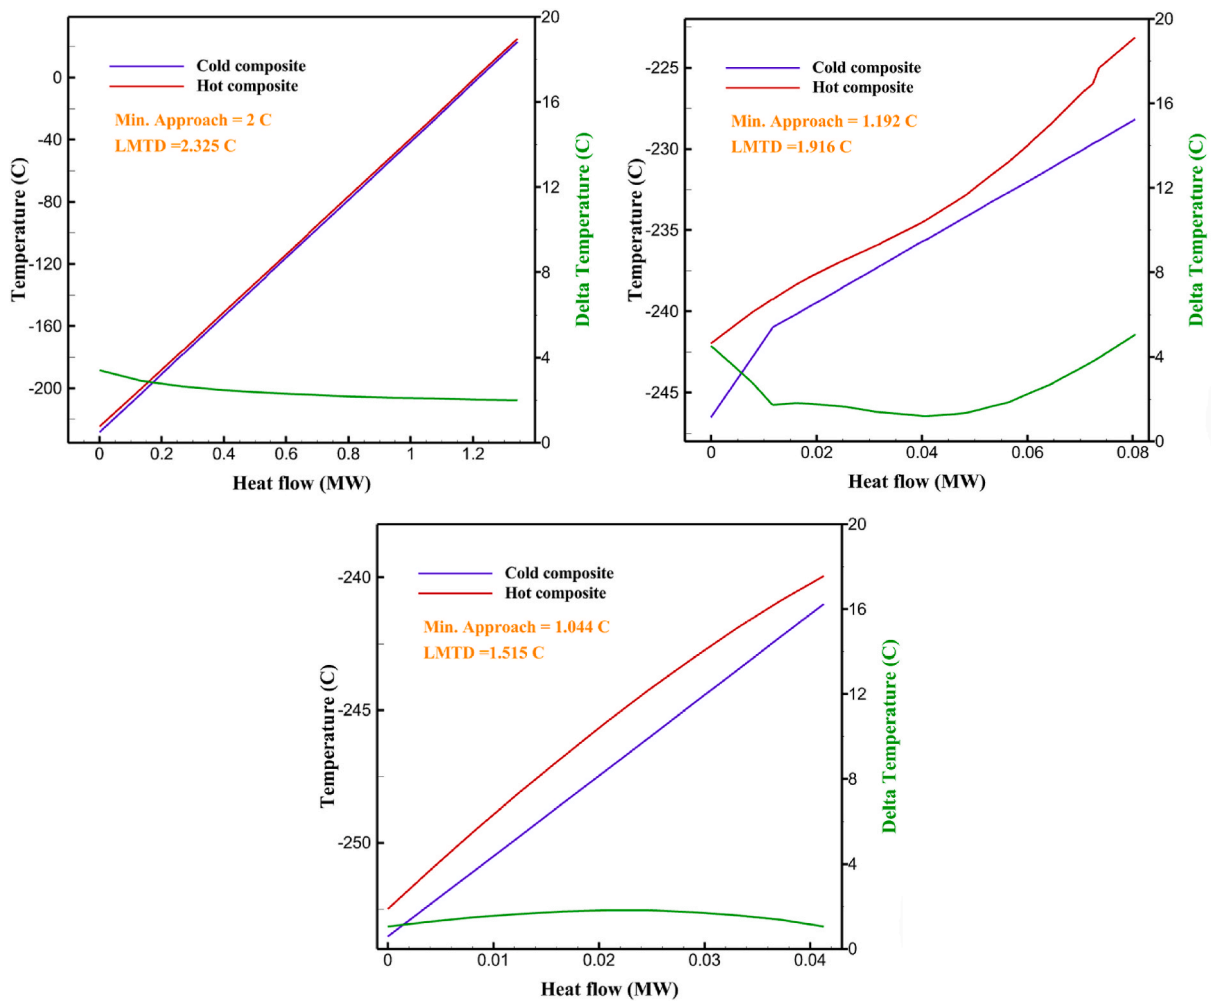 Cold composite
Hot composite
Min. Approach = 2 C
LMTD =2.325 C
Temperature (C)
0
-40
-80
-120
-160
-200
20
16
12
8
4
0
Delta Temperature (C)
0
0.2
0.4
0.6
0.8
1
1.2
Heat flow (MW)
Cold composite
Hot composite
Min. Approach = 1.192 C
LMTD =1.916 C
Temperature (C)
-225
-230
-235
-240
-245
20
16
12
8
4
0
Delta Temperature (C)
0
0.02
0.04
0.06
0.08
Heat flow (MW)
Cold composite
Hot composite
Min. Approach = 1.044 C
LMTD =1.515 C
Temperature (C)
-240
-245
-250
20
16
12
8
4
0
Delta Temperature (C)
0
0.01
0.02
0.03
0.04
Heat flow (MW)